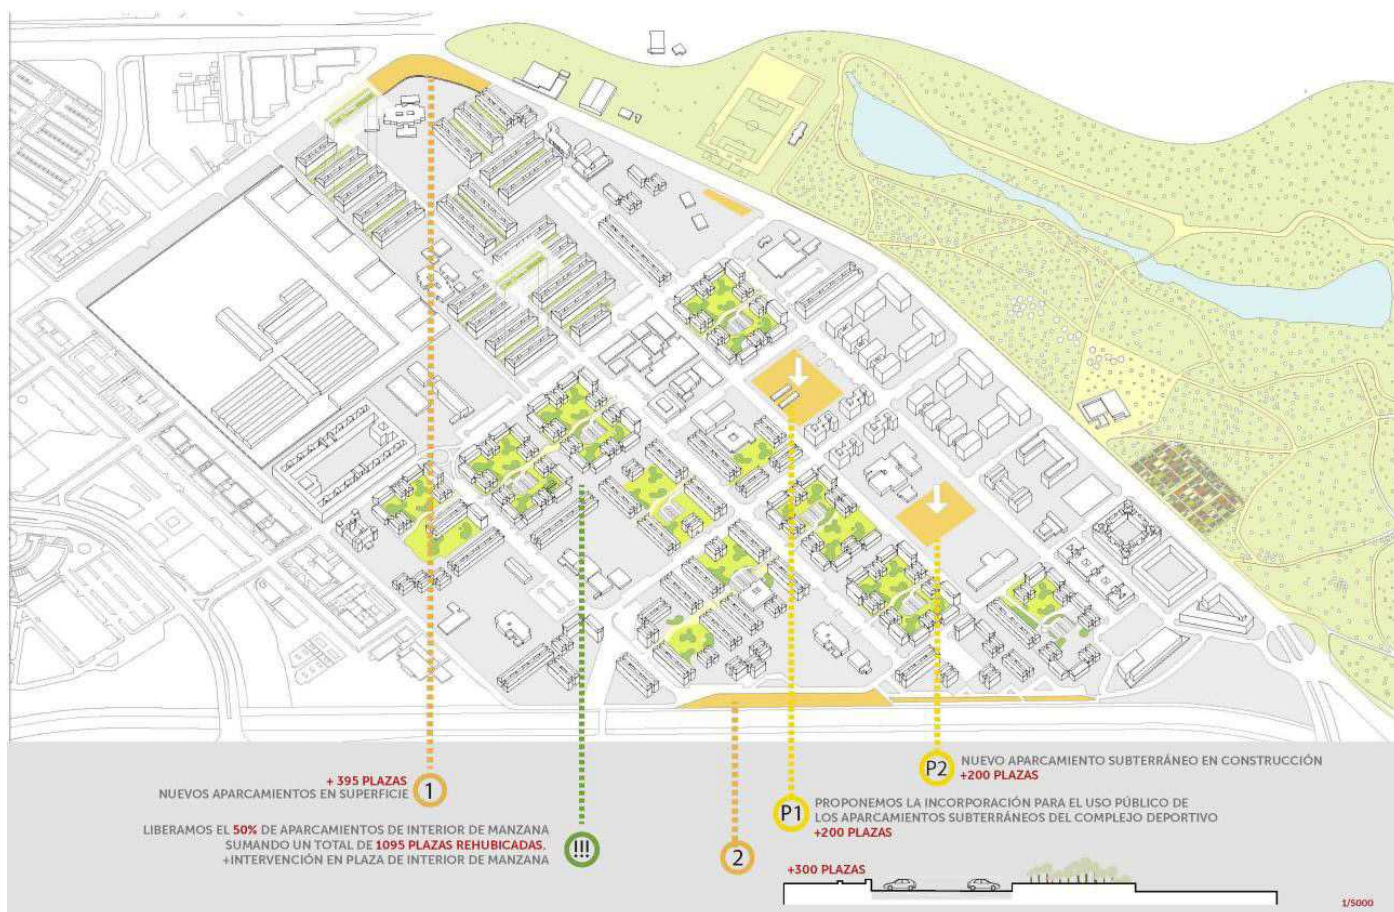 + 395 PLAZAS
NUEVOS APARCAMIENTOS EN SUPERFICIE
1
LIBERAMOS EL 50% DE APARCAMIENTOS DE INTERIOR DE MANZANA
SUMANDO UN TOTAL DE 1095 PLAZAS REHUBICADAS.
+INTERVENCIÓN EN PLAZA DE INTERIOR DE MANZANA
!!!
2
P2
NUEVO APARCAMIENTO SUBTERRÁNEO EN CONSTRUCCIÓN
+200 PLAZAS
P1
PROPONEMOS LA INCORPORACIÓN PARA EL USO PÚBLICO DE
LOS APARCAMIENTOS SUBTERRÁNEOS DEL COMPLEJO DEPORTIVO
+200 PLAZAS
+300 PLAZAS
1/5000